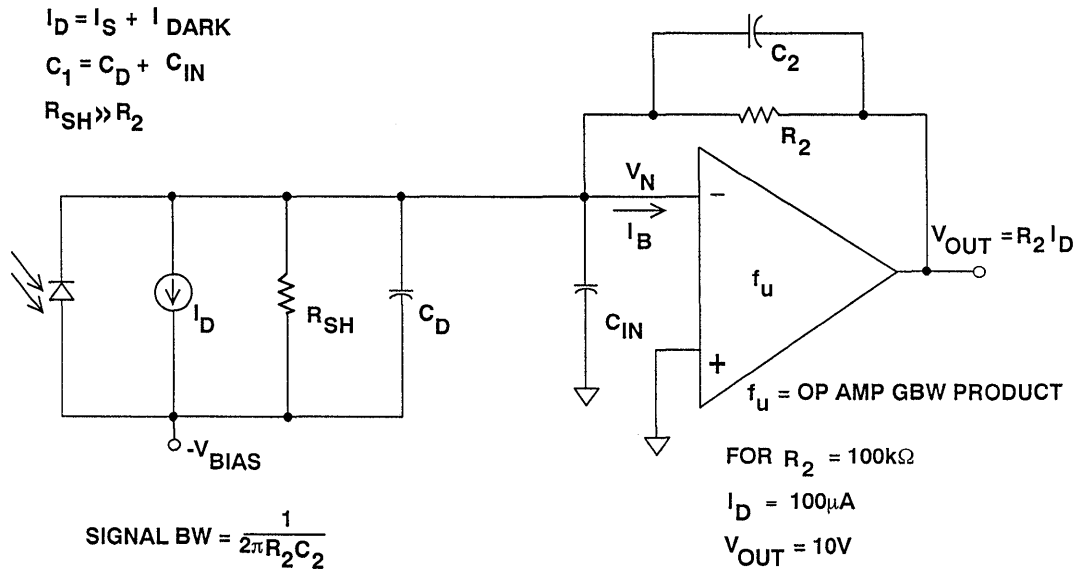 I_D = I_S + I_DARK
C_1 = C_D + C_IN
R_SH >> R_2
C_2
R_2
V_N
I_B
−
+
f_u
V_OUT = R_2 I_D
I_D
R_SH
C_D
C_IN
f_u = OP AMP GBW PRODUCT
-V_BIAS
FOR R_2 = 100kΩ
I_D = 100μA
V_OUT = 10V
SIGNAL BW = 1 / 2πR_2C_2